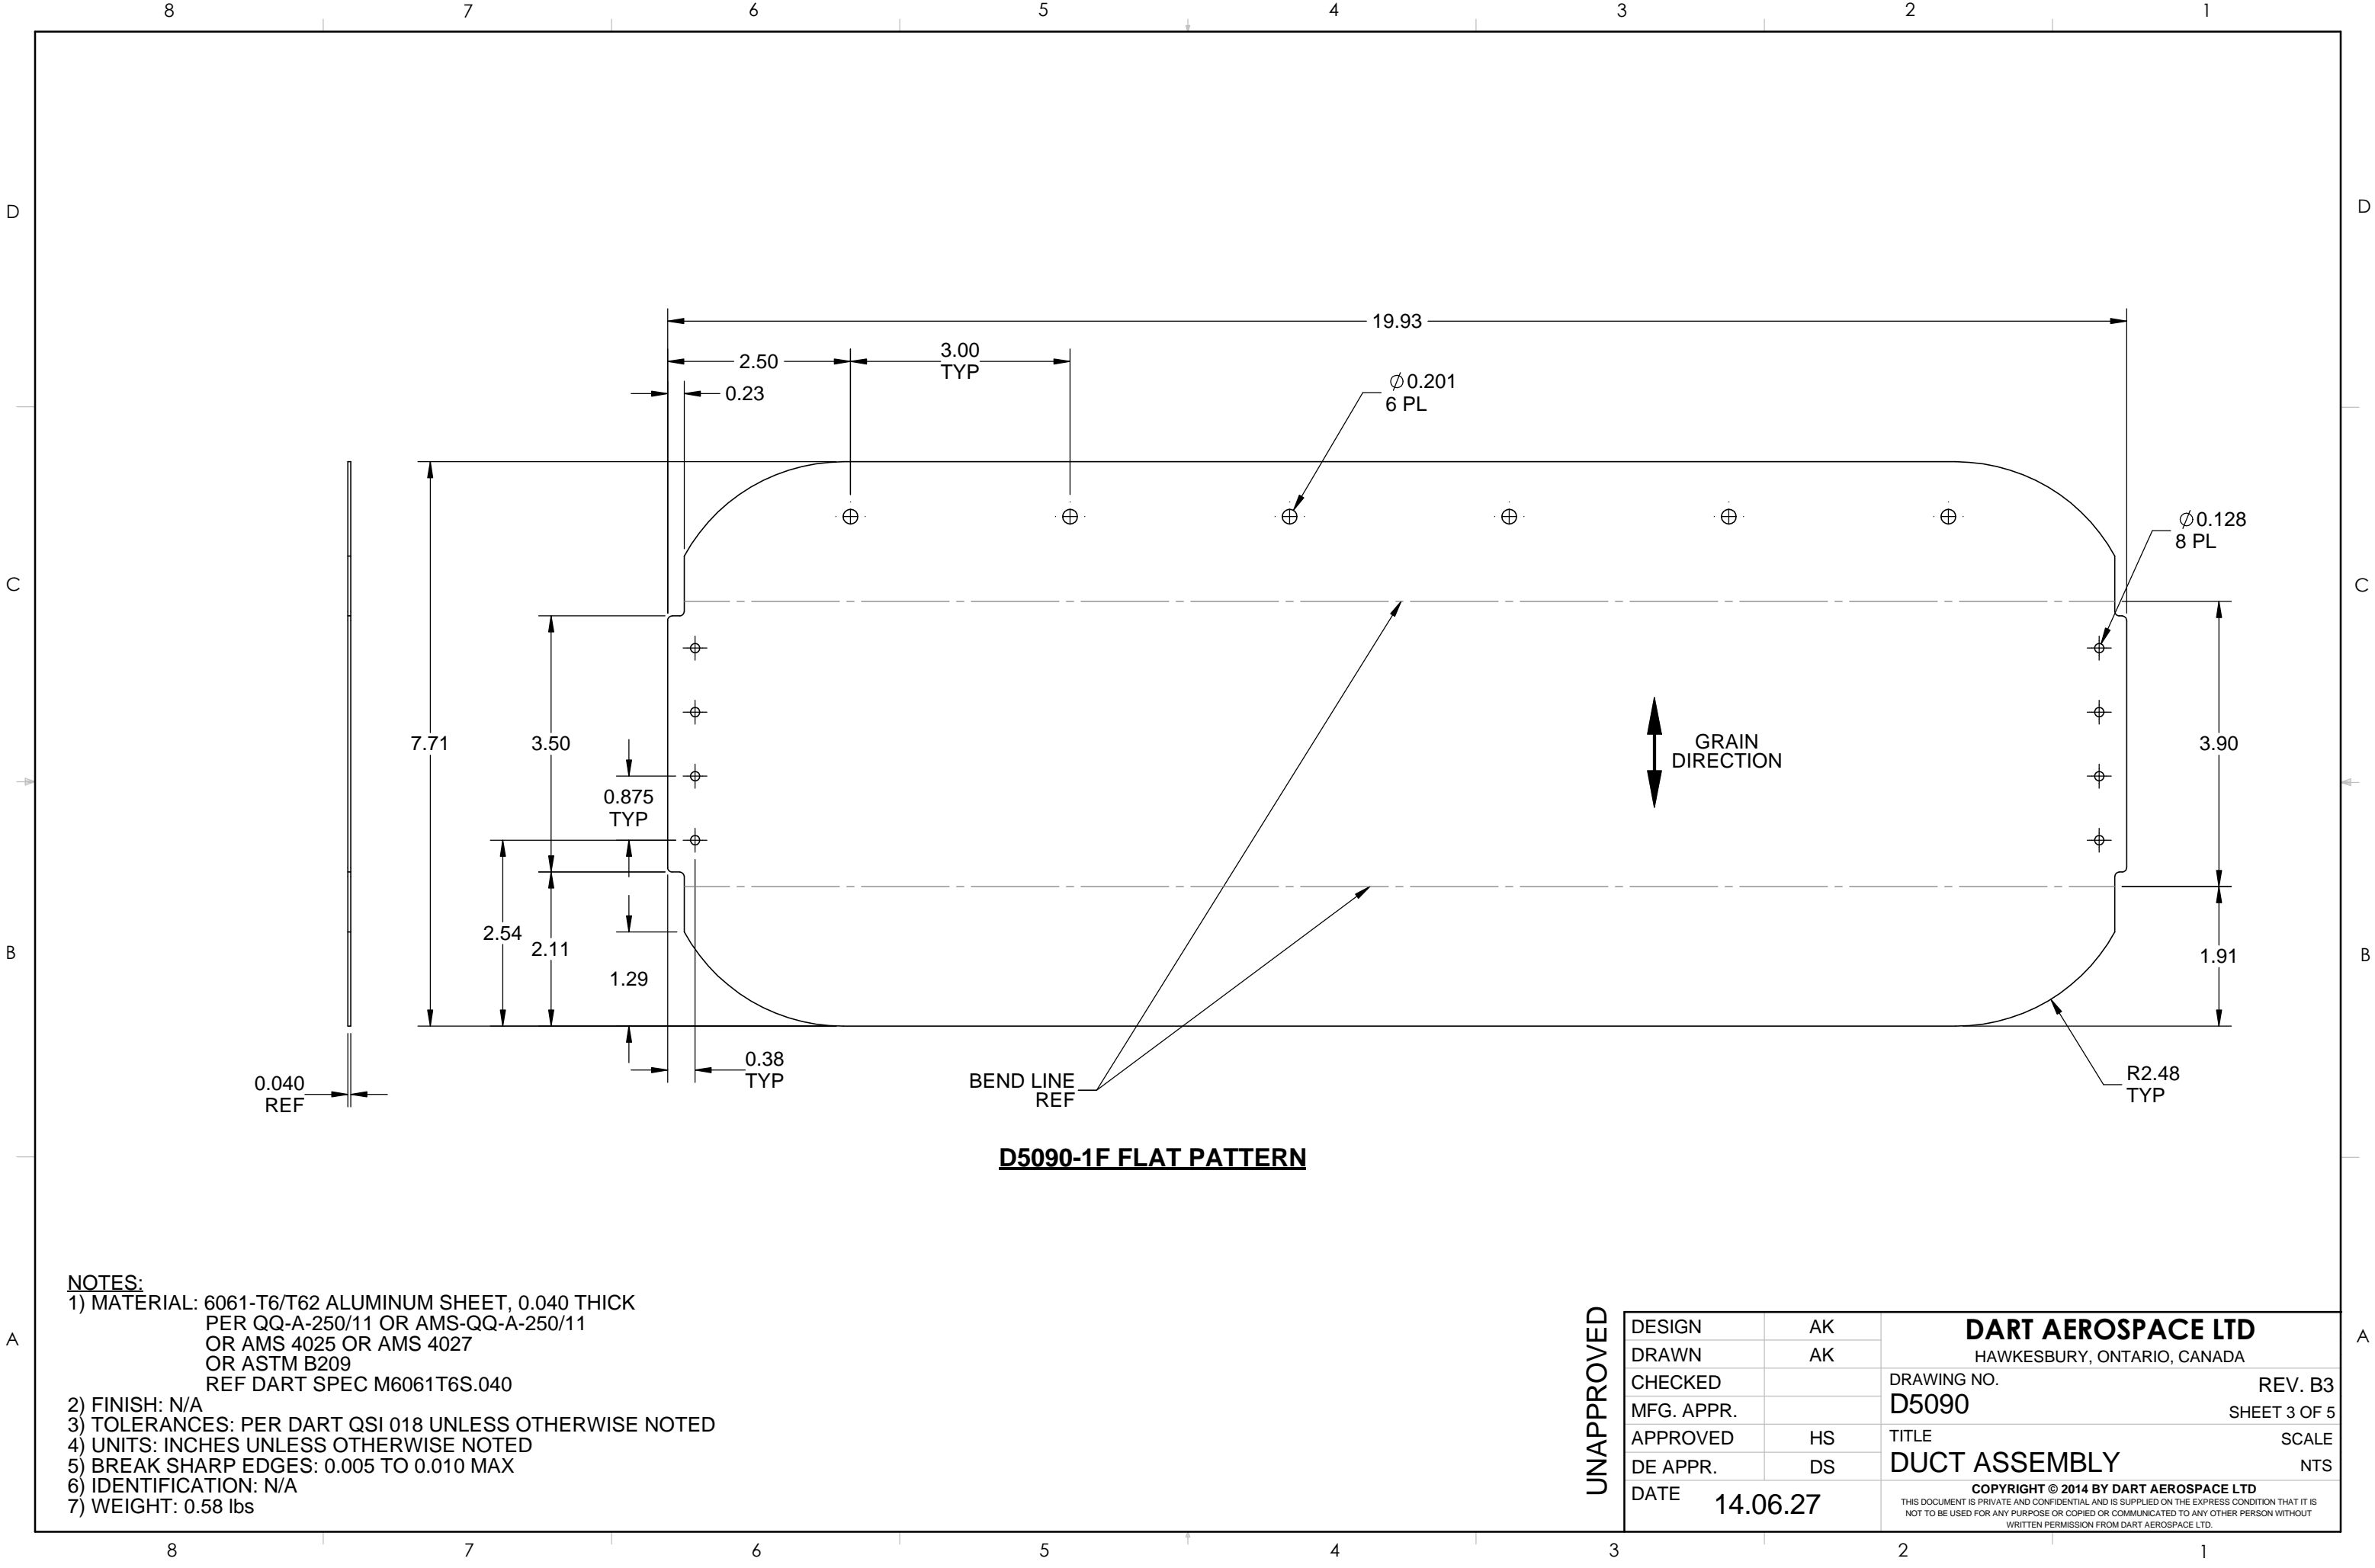 8 7 6 5 4 3 2 1
D D
19.93
2.50
3.00
TYP
0.23
Ø0.201
6 PL
Ø0.128
8 PL
C C
7.71
3.50
GRAIN
DIRECTION
3.90
0.875
TYP
2.54
2.11
B B
1.91
1.29
0.38
TYP
BEND LINE
REF
R2.48
TYP
0.040
REF
D5090-1F FLAT PATTERN
NOTES:
1) MATERIAL: 6061-T6/T62 ALUMINUM SHEET, 0.040 THICK
PER QQ-A-250/11 OR AMS-QQ-A-250/11
OR AMS 4025 OR AMS 4027
OR ASTM B209
REF DART SPEC M6061T6S.040
2) FINISH: N/A
3) TOLERANCES: PER DART QSI 018 UNLESS OTHERWISE NOTED
4) UNITS: INCHES UNLESS OTHERWISE NOTED
5) BREAK SHARP EDGES: 0.005 TO 0.010 MAX
6) IDENTIFICATION: N/A
7) WEIGHT: 0.58 lbs
A A
UNAPPROVED
DESIGN AK
DRAWN AK
CHECKED
MFG. APPR.
APPROVED HS
DE APPR. DS
DATE 14.06.27
DART AEROSPACE LTD
HAWKESBURY, ONTARIO, CANADA
DRAWING NO. REV. B3
D5090 SHEET 3 OF 5
TITLE SCALE
DUCT ASSEMBLY NTS
COPYRIGHT © 2014 BY DART AEROSPACE LTD
THIS DOCUMENT IS PRIVATE AND CONFIDENTIAL AND IS SUPPLIED ON THE EXPRESS CONDITION THAT IT IS
NOT TO BE USED FOR ANY PURPOSE OR COPIED OR COMMUNICATED TO ANY OTHER PERSON WITHOUT
WRITTEN PERMISSION FROM DART AEROSPACE LTD.
8 7 6 5 4 3 2 1